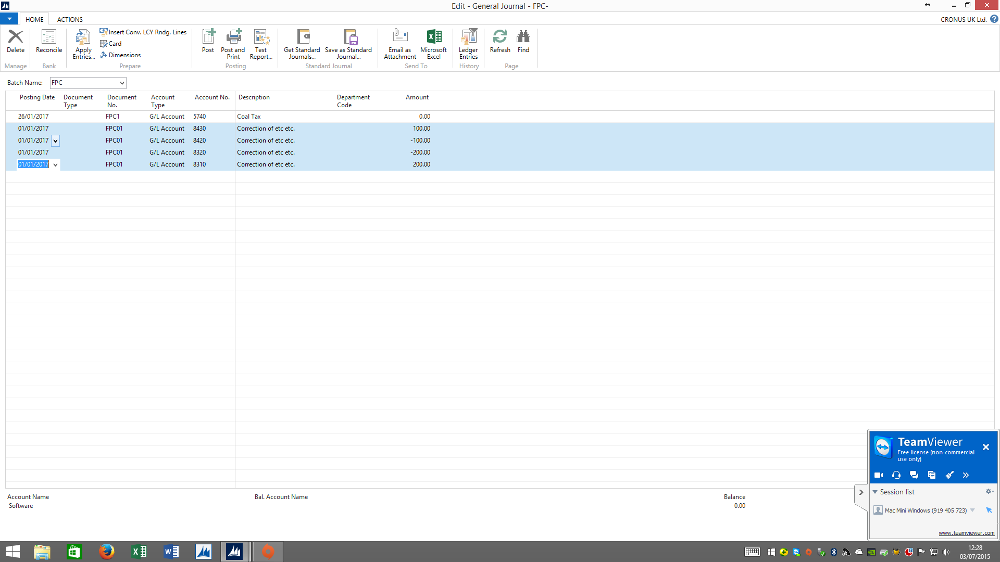 Edit - General Journal - FPC-
HOME ACTIONS
CRONUS UK Ltd.
Delete
Manage
Reconcile
Bank
Apply Entries...
Insert Conv. LCY Rndg. Lines
Card
Dimensions
Prepare
Post
Post and Print
Test Report...
Posting
Get Standard Journals...
Save as Standard Journal...
Standard Journal
Email as Attachment
Microsoft Excel
Send To
Ledger Entries
History
Refresh
Find
Page
Batch Name: FPC
Posting Date Document Type Document No. Account Type Account No. Description Department Code Amount
26/01/2017 FPC1 G/L Account 5740 Coal Tax 0.00
01/01/2017 FPC01 G/L Account 8430 Correction of etc etc. 100.00
01/01/2017 FPC01 G/L Account 8420 Correction of etc etc. -100.00
01/01/2017 FPC01 G/L Account 8320 Correction of etc etc. -200.00
01/01/2017 FPC01 G/L Account 8310 Correction of etc etc. 200.00
Account Name Bal. Account Name Balance
Software 0.00
TeamViewer
Free license (non-commercial
use only)
Session list
Mac Mini Windows (919 405 723)
www.teamviewer.com
12:28
03/07/2015